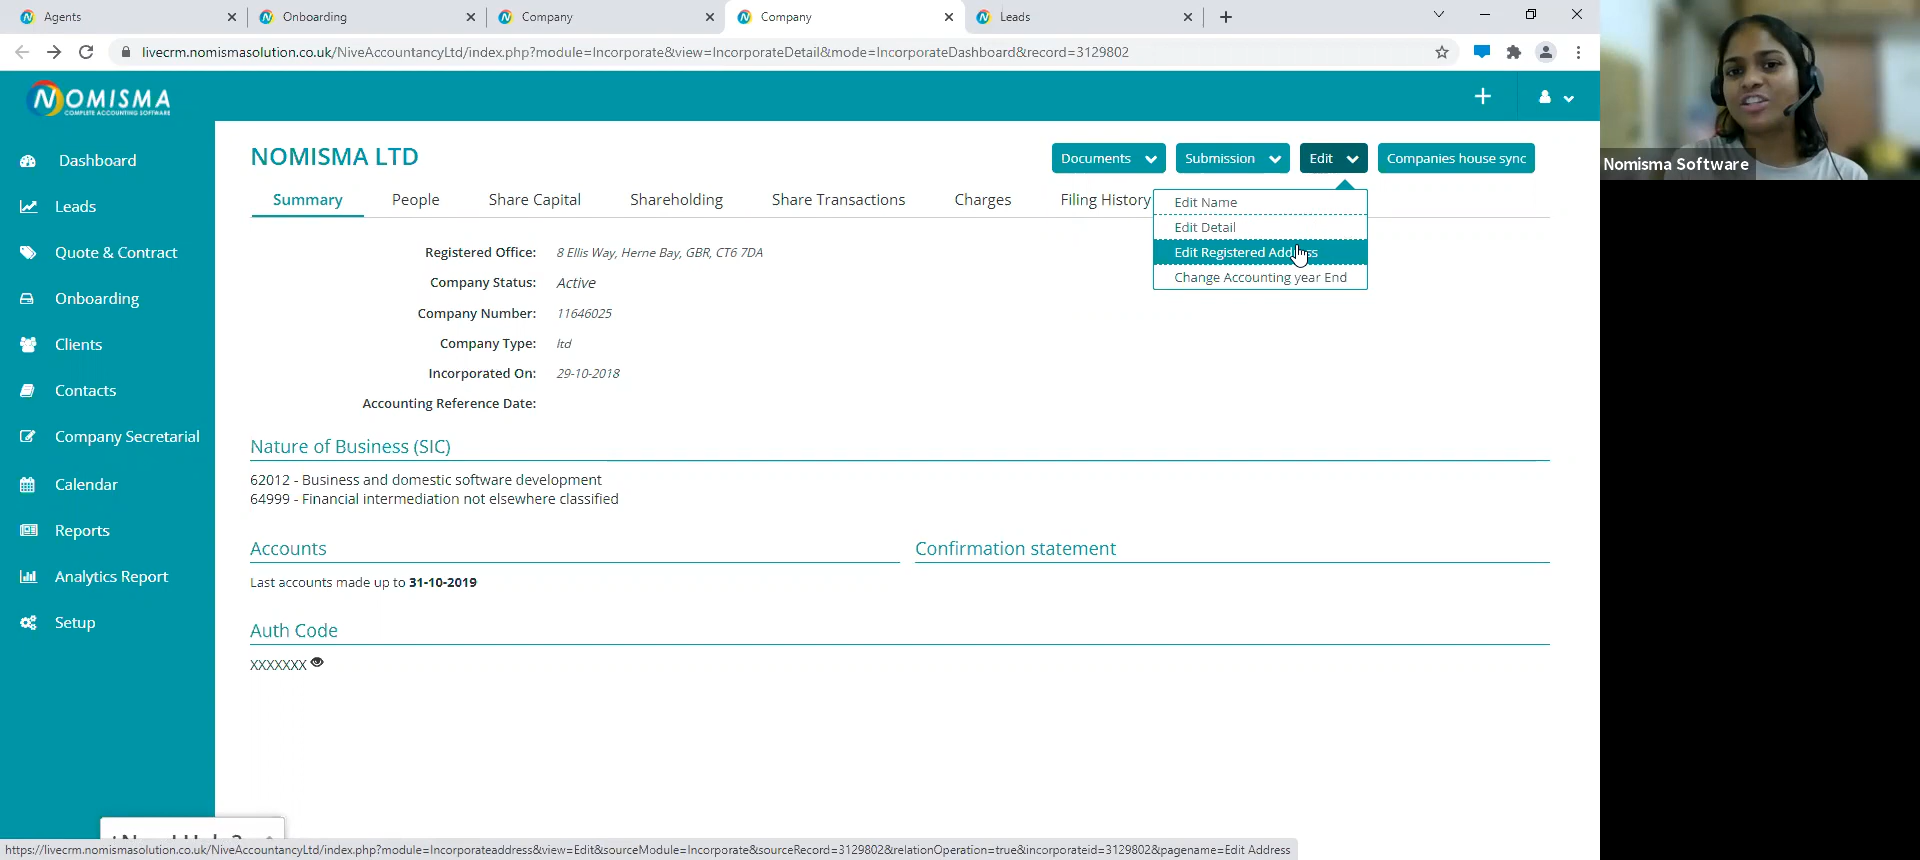 Agents
Onboarding
Company
Company
Leads
livecrm.nomismasolution.co.uk/NiveAccountancyLtd/index.php?module=Incorporate&view=IncorporateDetail&mode=IncorporateDashboard&record=3129802
NOMISMA
COMPLETE ACCOUNTING SOFTWARE
Nomisma Software
Dashboard
Leads
Quote & Contract
Onboarding
Clients
Contacts
Company Secretarial
Calendar
Reports
Analytics Report
Setup
NOMISMA LTD
Documents
Submission
Edit
Companies house sync
Summary
People
Share Capital
Shareholding
Share Transactions
Charges
Filing History
Edit Name
Edit Detail
Edit Registered Address
Change Accounting year End
Registered Office: 8 Ellis Way, Herne Bay, GBR, CT6 7DA
Company Status: Active
Company Number: 11646025
Company Type: ltd
Incorporated On: 29-10-2018
Accounting Reference Date:
Nature of Business (SIC)
62012 - Business and domestic software development
64999 - Financial intermediation not elsewhere classified
Accounts
Confirmation statement
Last accounts made up to 31-10-2019
Auth Code
XXXXXXX
https://livecrm.nomismasolution.co.uk/NiveAccountancyLtd/index.php?module=Incorporateaddress&view=Edit&sourceModule=Incorporate&sourceRecord=3129802&relationOperation=true&incorporateid=3129802&pagename=Edit Address